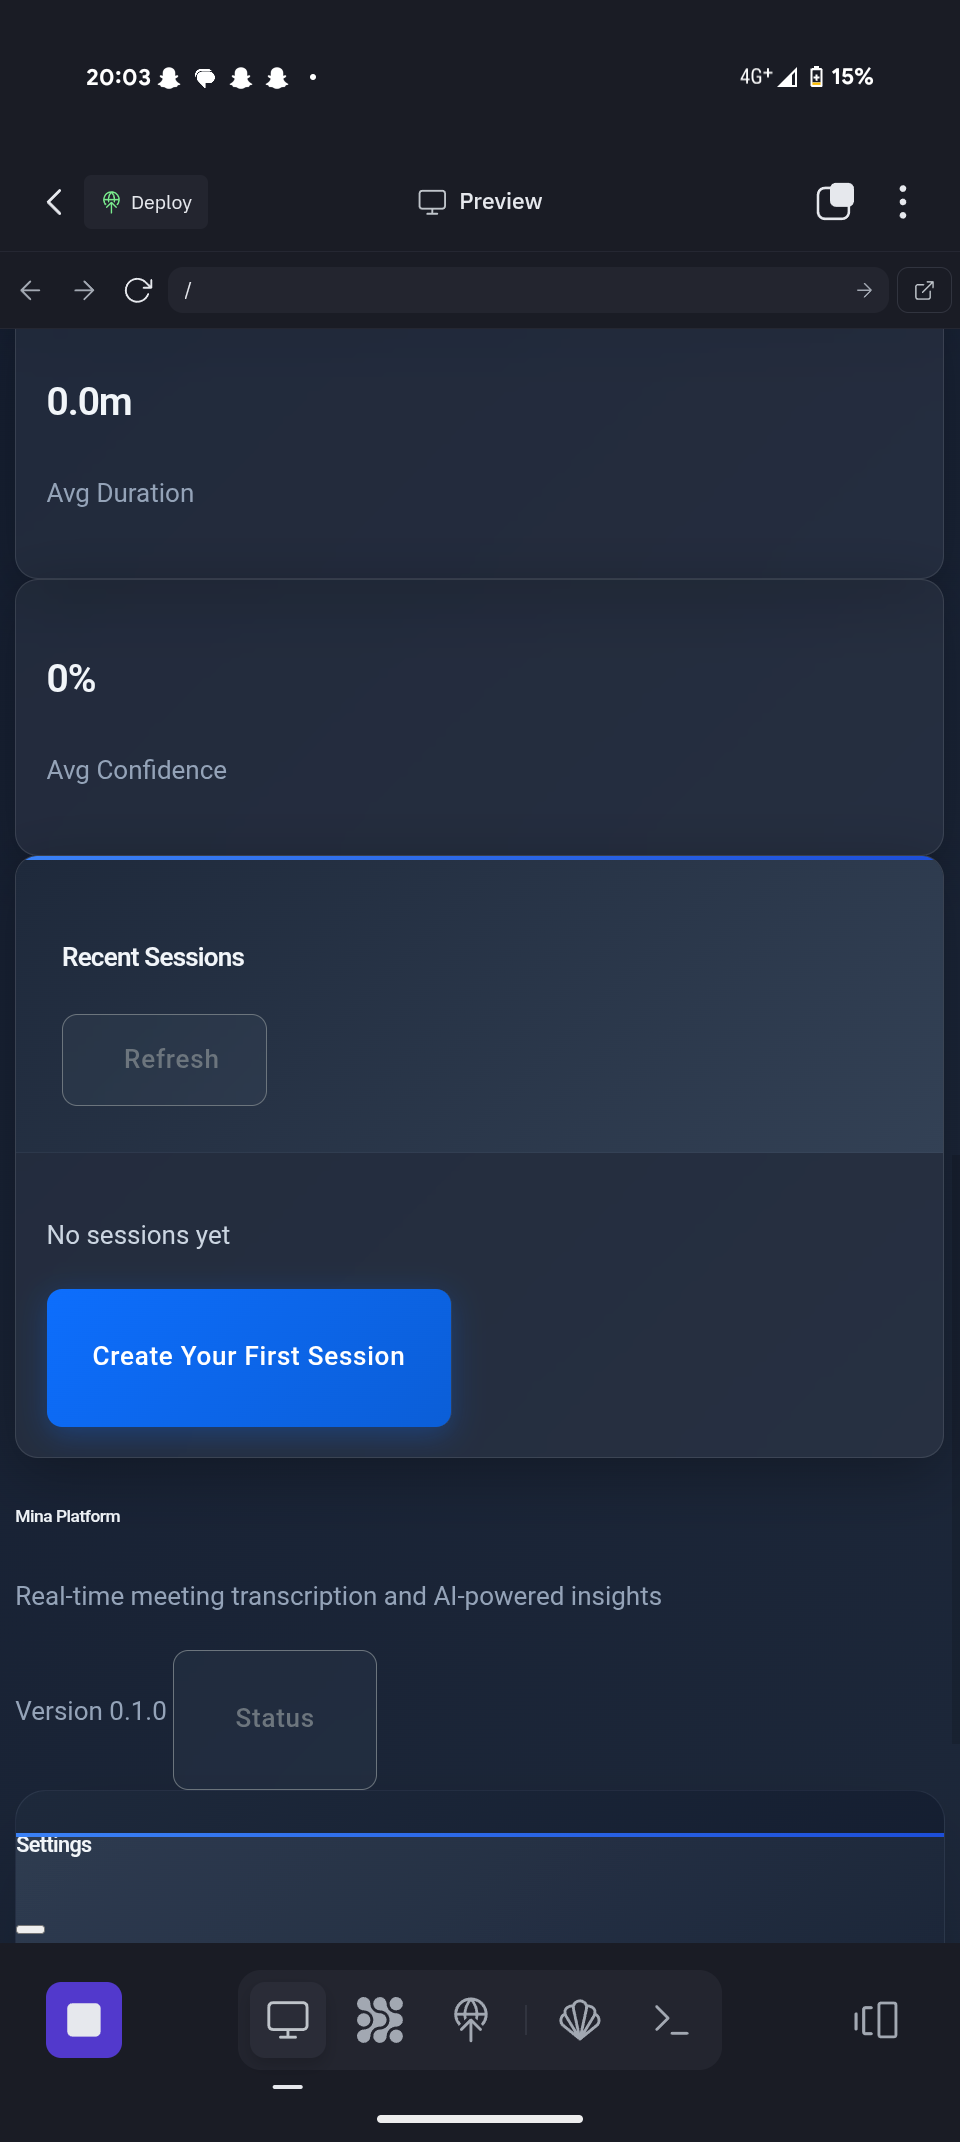 20:03
4G+
15%
Deploy
Preview
/
0.0m
Avg Duration
0%
Avg Confidence
Recent Sessions
Refresh
No sessions yet
Create Your First Session
Mina Platform
Real-time meeting transcription and AI-powered insights
Version 0.1.0
Status
Settings